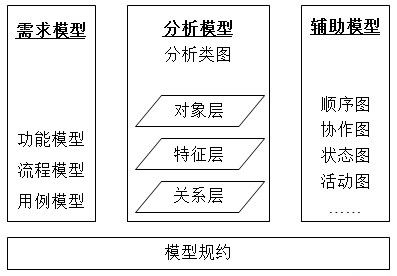 需求模型
功能模型
流程模型
用例模型
分析模型
分析类图
对象层
特征层
关系层
辅助模型
顺序图
协作图
状态图
活动图
……
模型规约